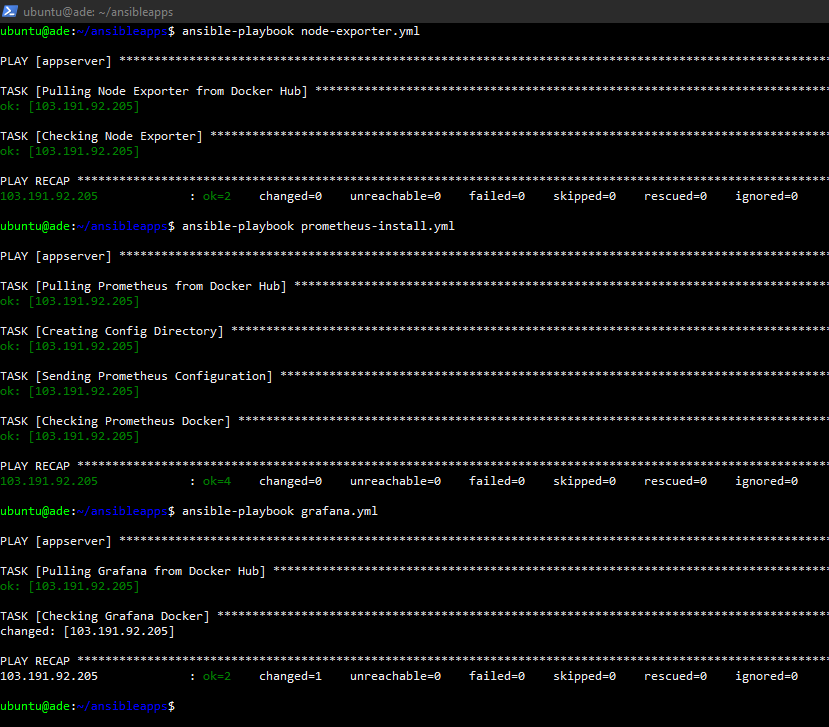 ubuntu@ade: ~/ansibleapps
ubuntu@ade:~/ansibleapps$ ansible-playbook node-exporter.yml
PLAY [appserver] *****************************************************************************************************
TASK [Pulling Node Exporter from Docker Hub] *************************************************************************
ok: [103.191.92.205]
TASK [Checking Node Exporter] ****************************************************************************************
ok: [103.191.92.205]
PLAY RECAP ***********************************************************************************************************
103.191.92.205             : ok=2    changed=0    unreachable=0    failed=0    skipped=0    rescued=0    ignored=0
ubuntu@ade:~/ansibleapps$ ansible-playbook prometheus-install.yml
PLAY [appserver] *****************************************************************************************************
TASK [Pulling Prometheus from Docker Hub] ****************************************************************************
ok: [103.191.92.205]
TASK [Creating Config Directory] *************************************************************************************
ok: [103.191.92.205]
TASK [Sending Prometheus Configuration] ******************************************************************************
ok: [103.191.92.205]
TASK [Checking Prometheus Docker] ************************************************************************************
ok: [103.191.92.205]
PLAY RECAP ***********************************************************************************************************
103.191.92.205             : ok=4    changed=0    unreachable=0    failed=0    skipped=0    rescued=0    ignored=0
ubuntu@ade:~/ansibleapps$ ansible-playbook grafana.yml
PLAY [appserver] *****************************************************************************************************
TASK [Pulling Grafana from Docker Hub] *******************************************************************************
ok: [103.191.92.205]
TASK [Checking Grafana Docker] ***************************************************************************************
changed: [103.191.92.205]
PLAY RECAP ***********************************************************************************************************
103.191.92.205             : ok=2    changed=1    unreachable=0    failed=0    skipped=0    rescued=0    ignored=0
ubuntu@ade:~/ansibleapps$